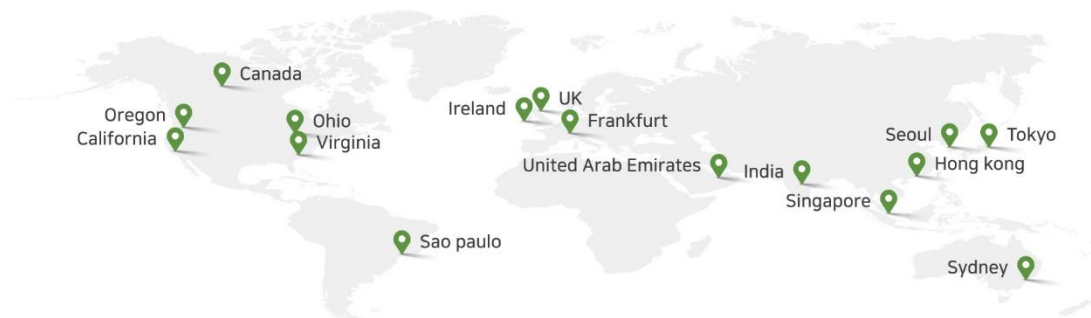 Canada
Oregon
California
Ohio
Virginia
Ireland
UK
Frankfurt
United Arab Emirates
India
Singapore
Seoul
Tokyo
Hong kong
Sao paulo
Sydney